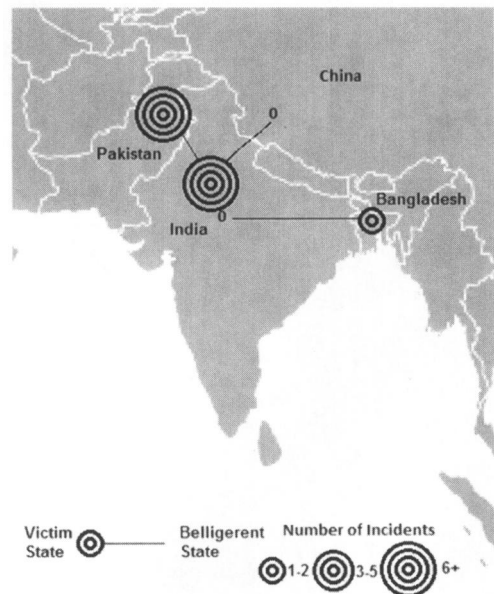 China
0
Pakistan
Bangladesh
0
India
Victim State
Belligerent State
Number of Incidents
1-2
3-5
6+